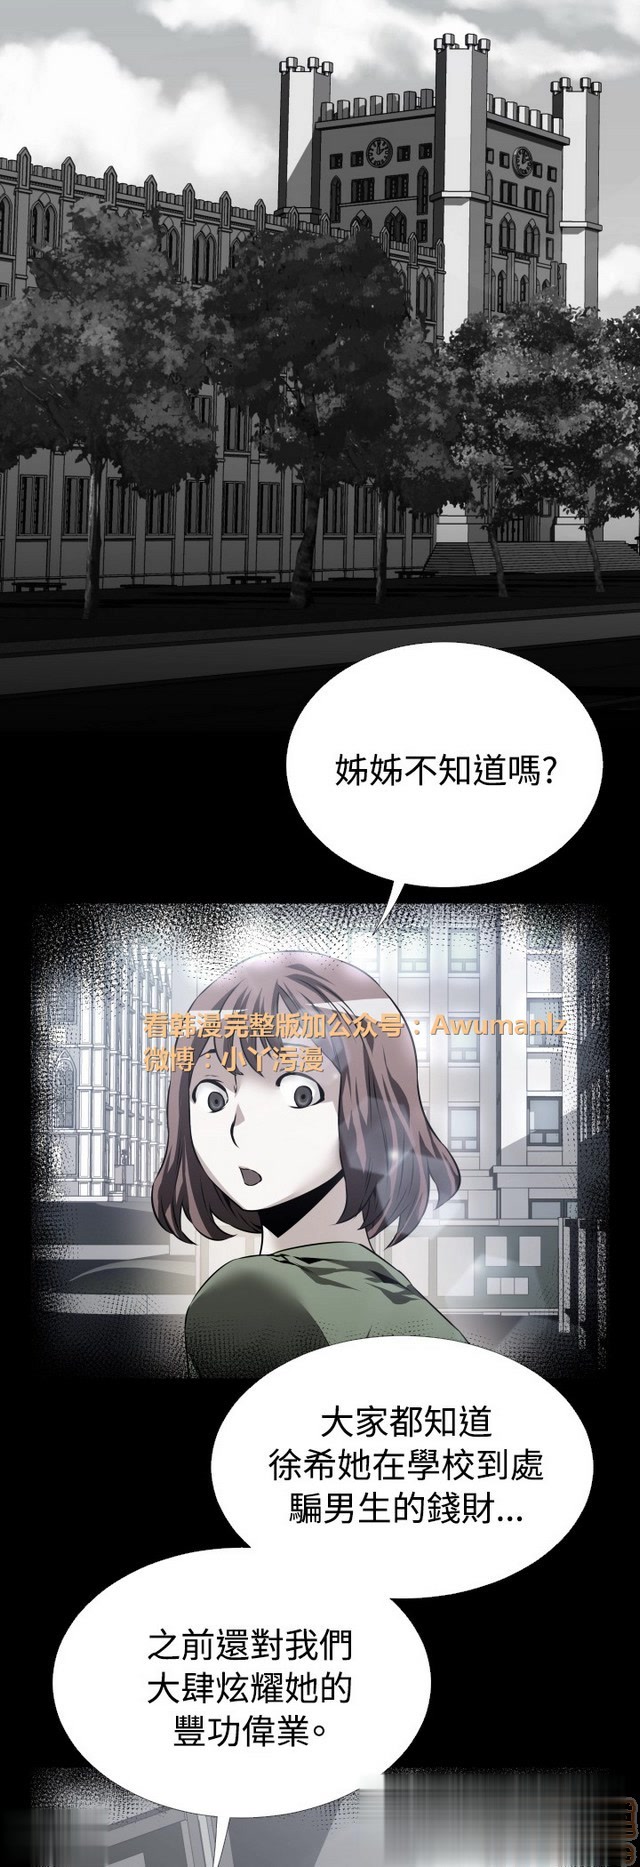 姊姊不知道嗎?
看韩漫完整版加公众号：Awumanlz
微博：小丫污漫
大家都知道
徐希她在學校到處
騙男生的錢財...
之前還對我們
大肆炫耀她的
豐功偉業。